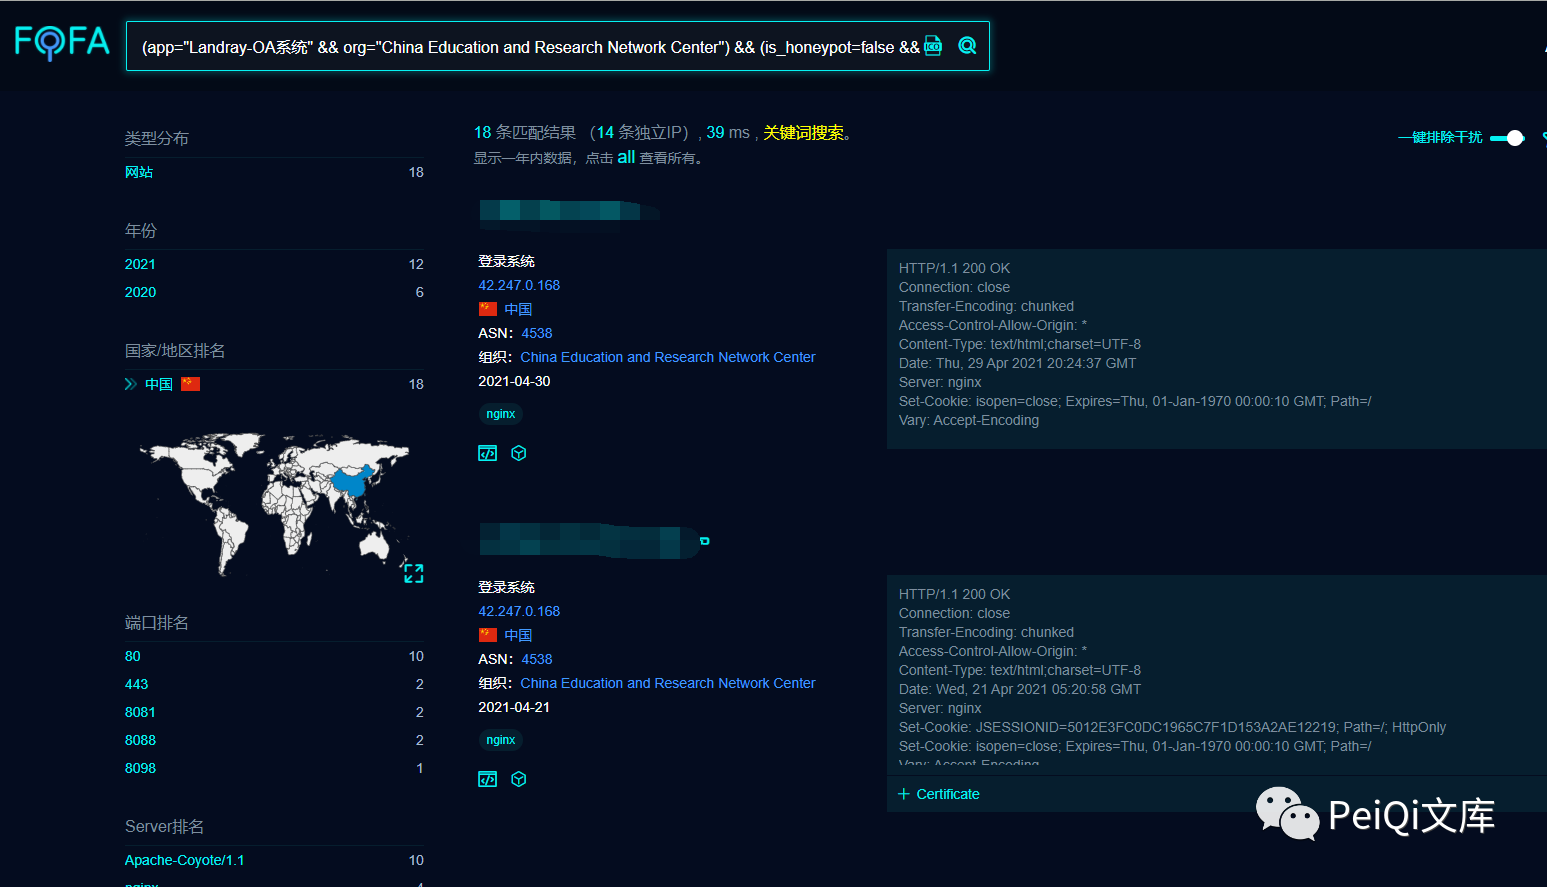 FOFA
(app="Landray-OA系统" && org="China Education and Research Network Center") && (is_honeypot=false &&
ICO
类型分布
网站 18
年份
2021 12
2020 6
国家/地区排名
中国 18
端口排名
80 10
443 2
8081 2
8088 2
8098 1
Server排名
Apache-Coyote/1.1 10
nginx 4
18 条匹配结果 （14 条独立IP）, 39 ms , 关键词搜索。
显示一年内数据，点击 all 查看所有。
一键排除干扰
登录系统
42.247.0.168
中国
ASN：4538
组织：China Education and Research Network Center
2021-04-30
nginx
HTTP/1.1 200 OK
Connection: close
Transfer-Encoding: chunked
Access-Control-Allow-Origin: *
Content-Type: text/html;charset=UTF-8
Date: Thu, 29 Apr 2021 20:24:37 GMT
Server: nginx
Set-Cookie: isopen=close; Expires=Thu, 01-Jan-1970 00:00:10 GMT; Path=/
Vary: Accept-Encoding
登录系统
42.247.0.168
中国
ASN：4538
组织：China Education and Research Network Center
2021-04-21
nginx
HTTP/1.1 200 OK
Connection: close
Transfer-Encoding: chunked
Access-Control-Allow-Origin: *
Content-Type: text/html;charset=UTF-8
Date: Wed, 21 Apr 2021 05:20:58 GMT
Server: nginx
Set-Cookie: JSESSIONID=5012E3FC0DC1965C7F1D153A2AE12219; Path=/; HttpOnly
Set-Cookie: isopen=close; Expires=Thu, 01-Jan-1970 00:00:10 GMT; Path=/
Vary: Accept-Encoding
+ Certificate
PeiQi文库